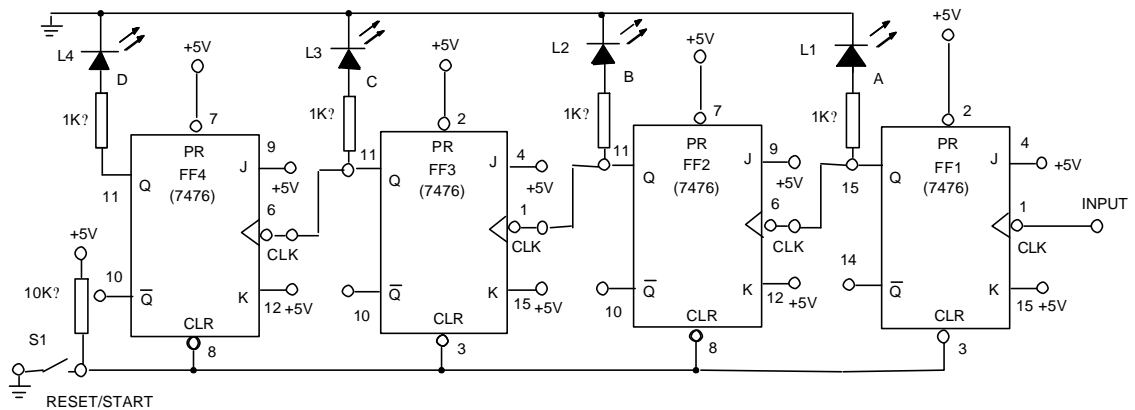 +5V
L4
D
1K?
+5V
7
PR
FF4
(7476)
J
9
+5V
6
CLK
11
Q
10
Q̅
K
12
+5V
CLR
8
+5V
10K?
S1
RESET/START
L3
C
1K?
+5V
2
PR
FF3
(7476)
J
4
+5V
1
CLK
11
Q
10
Q̅
K
15
+5V
CLR
3
L2
B
1K?
+5V
7
PR
FF2
(7476)
J
9
+5V
6
CLK
11
Q
10
Q̅
K
12
+5V
CLR
8
L1
A
1K?
2
PR
FF1
(7476)
J
4
+5V
1
CLK
INPUT
15
Q
14
Q̅
K
15
+5V
CLR
3